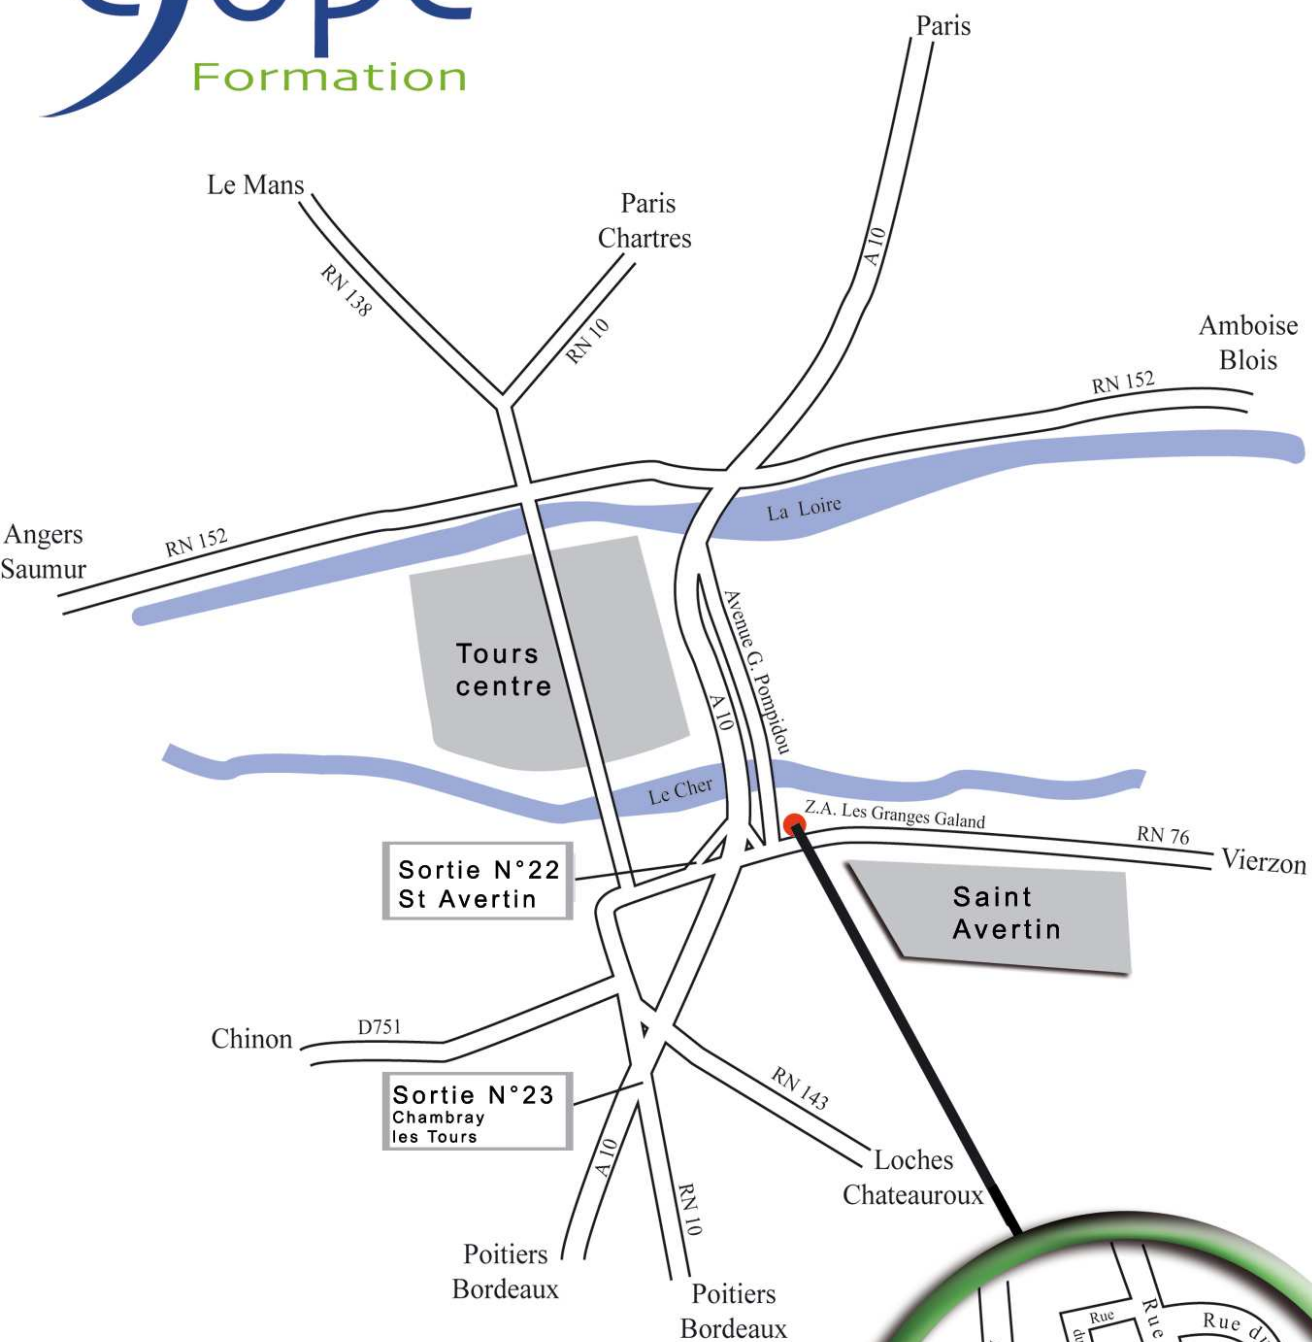 Formation
Paris
Le Mans
Paris
Chartres
A 10
RN 138
RN 10
Amboise
Blois
RN 152
La Loire
Angers
Saumur
RN 152
Avenue G. Pompidou
Tours
centre
A 10
Le Cher
Z.A. Les Granges Galand
RN 76
Vierzon
Sortie N°22
St Avertin
Saint
Avertin
Chinon
D751
RN 143
Sortie N°23
Chambray
les Tours
A 10
Loches
Chateauroux
RN 10
Poitiers
Bordeaux
Poitiers
Bordeaux
Rue
Rue
Rue